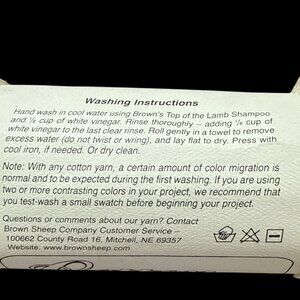 Washing Instructions
Hand wash in cool water using Brown's Top of the Lamb Shampoo
and ¼ cup of white vinegar. Rinse thoroughly – adding ¼ cup of
white vinegar to the last clear rinse. Roll gently in a towel to remove
excess water (do not twist or wring), and lay flat to dry. Press with
cool iron, if needed. Or dry clean.
Note: With any cotton yarn, a certain amount of color migration is
normal and to be expected during the first washing. If you are using
two or more contrasting colors in your project, we recommend that
you test-wash a small swatch before beginning your project.
Questions or comments about our yarn? Contact
Brown Sheep Company Customer Service –
100662 County Road 16, Mitchell, NE 69357
Website: www.brownsheep.com